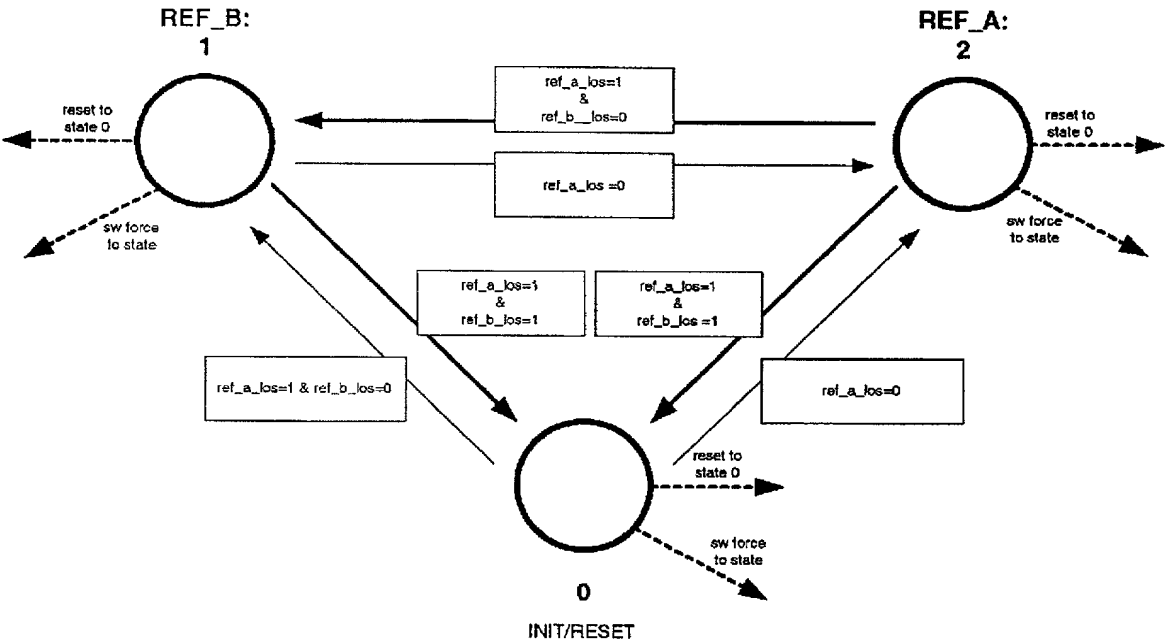 REF_B:
1
REF_A:
2
ref_a_los=1
&
ref_b__los=0
reset to
state 0
reset to
state 0
ref_a_los =0
sw force
to state
sw force
to state
ref_a_los=1
&
ref_b_los=1
ref_a_los=1
&
ref_b_los =1
ref_a_los=1 & ref_b_los=0
ref_a_los=0
reset to
state 0
sw force
to state
0
INIT/RESET